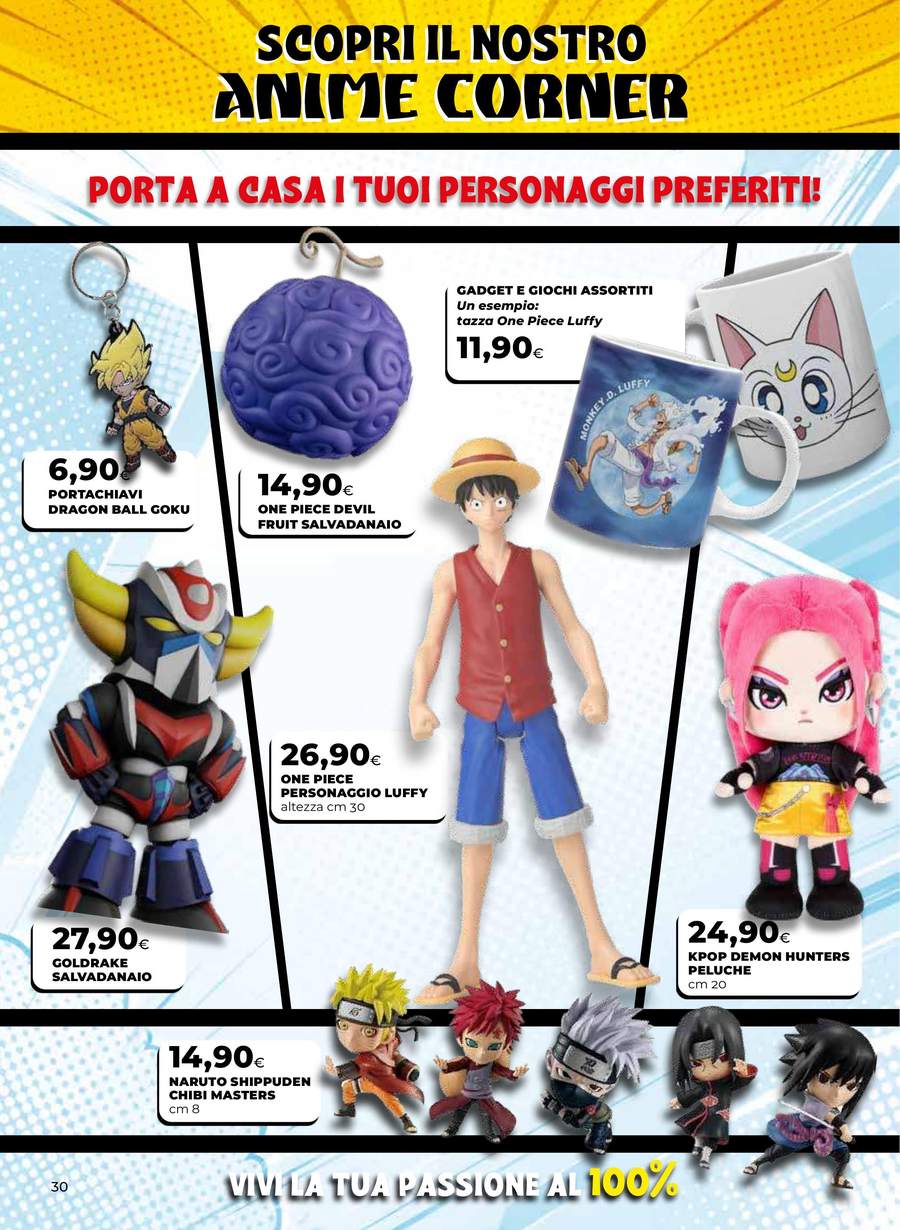 SCOPRI IL NOSTRO
ANIME CORNER
PORTA A CASA I TUOI PERSONAGGI PREFERITI!
GADGET E GIOCHI ASSORTITI
Un esempio:
tazza One Piece Luffy
11,90€
MONKEY D. LUFFY
6,90€
PORTACHIAVI
DRAGON BALL GOKU
14,90€
ONE PIECE DEVIL
FRUIT SALVADANAIO
26,90€
ONE PIECE
PERSONAGGIO LUFFY
altezza cm 30
27,90€
GOLDRAKE
SALVADANAIO
24,90€
KPOP DEMON HUNTERS
PELUCHE
cm 20
14,90€
NARUTO SHIPPUDEN
CHIBI MASTERS
cm 8
30
VIVI LA TUA PASSIONE AL 100%